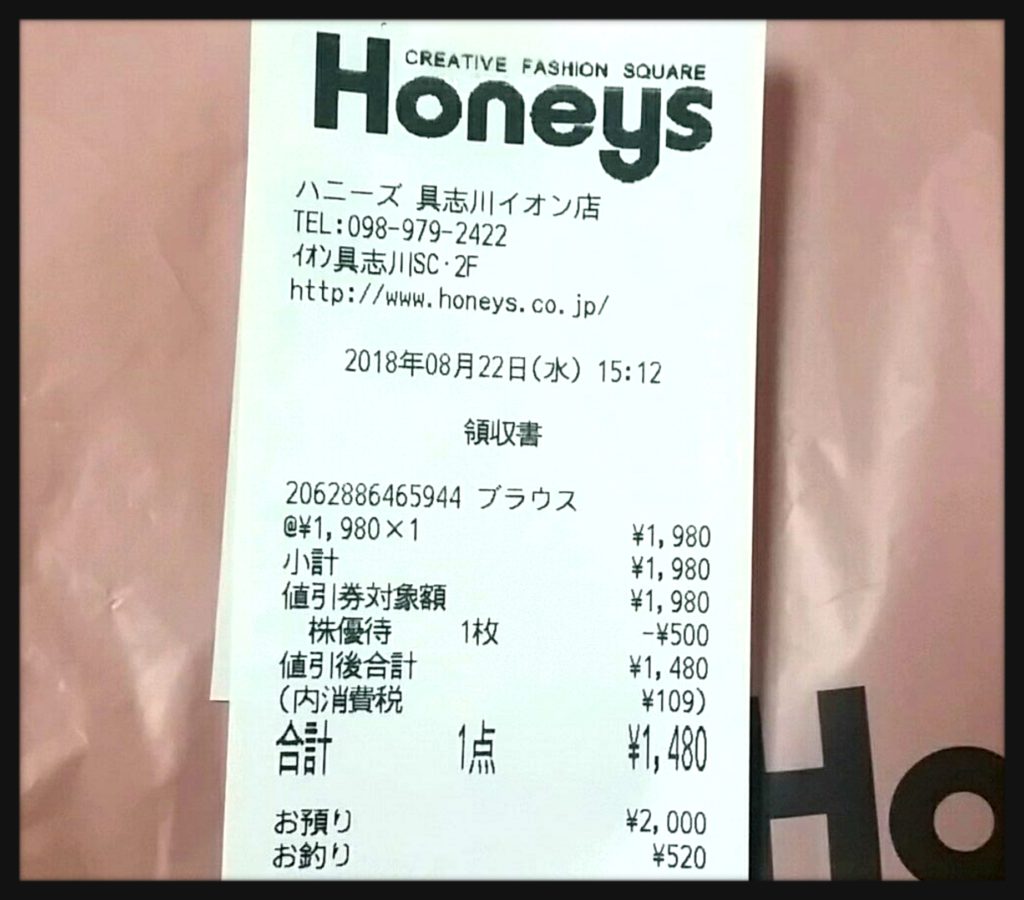 CREATIVE FASHION SQUARE
Honeys
ハニーズ 具志川イオン店
TEL:098-979-2422
ｲｵﾝ具志川SC･2F
http://www.honeys.co.jp/
2018年08月22日(水) 15:12
領収書
2062886465944 ブラウス
@¥1,980×1 ¥1,980
小計 ¥1,980
値引券対象額 ¥1,980
株優待 1枚 -¥500
値引後合計 ¥1,480
(内消費税 ¥109)
合計 1点 ¥1,480
お預り ¥2,000
お釣り ¥520
Ho